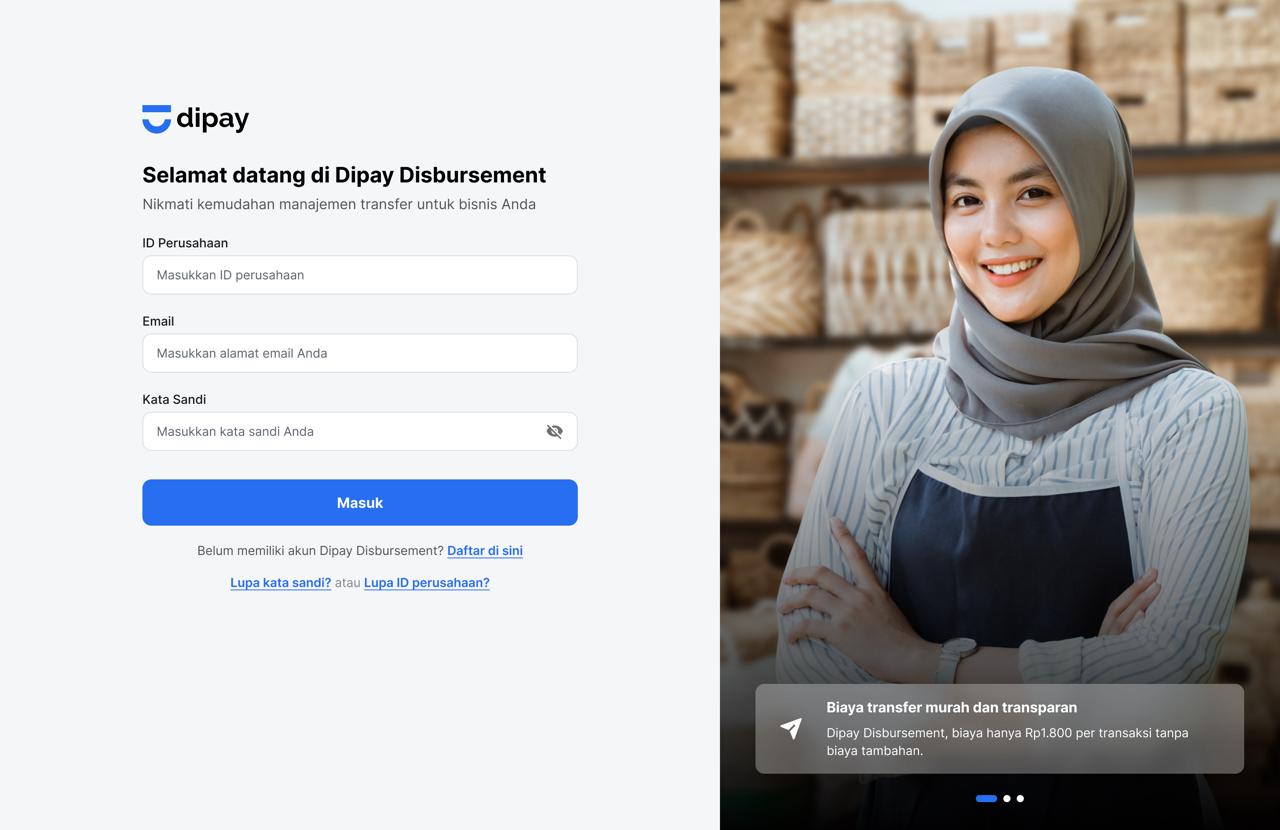 dipay
Selamat datang di Dipay Disbursement
Nikmati kemudahan manajemen transfer untuk bisnis Anda
ID Perusahaan
Masukkan ID perusahaan
Email
Masukkan alamat email Anda
Kata Sandi
Masukkan kata sandi Anda
Masuk
Belum memiliki akun Dipay Disbursement? Daftar di sini
Lupa kata sandi? atau Lupa ID perusahaan?
Biaya transfer murah dan transparan
Dipay Disbursement, biaya hanya Rp1.800 per transaksi tanpa
biaya tambahan.